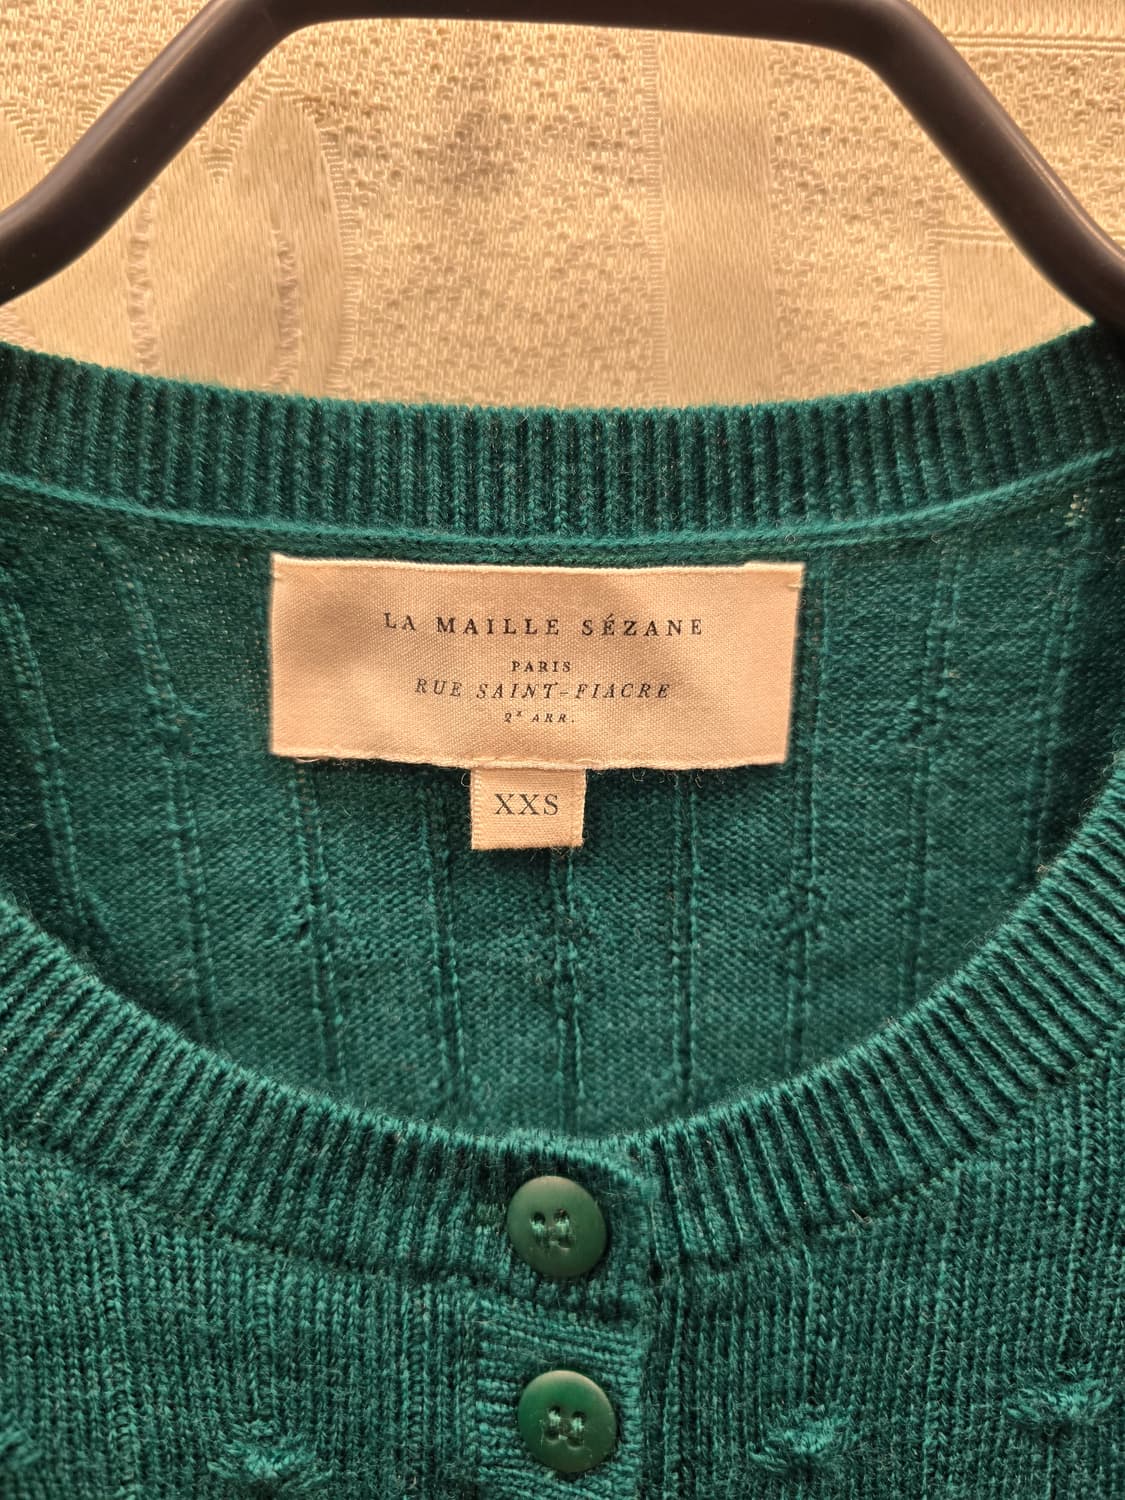 LA MAILLE SÉZANE
PARIS
RUE SAINT-FIACRE
2E ARR.
XXS